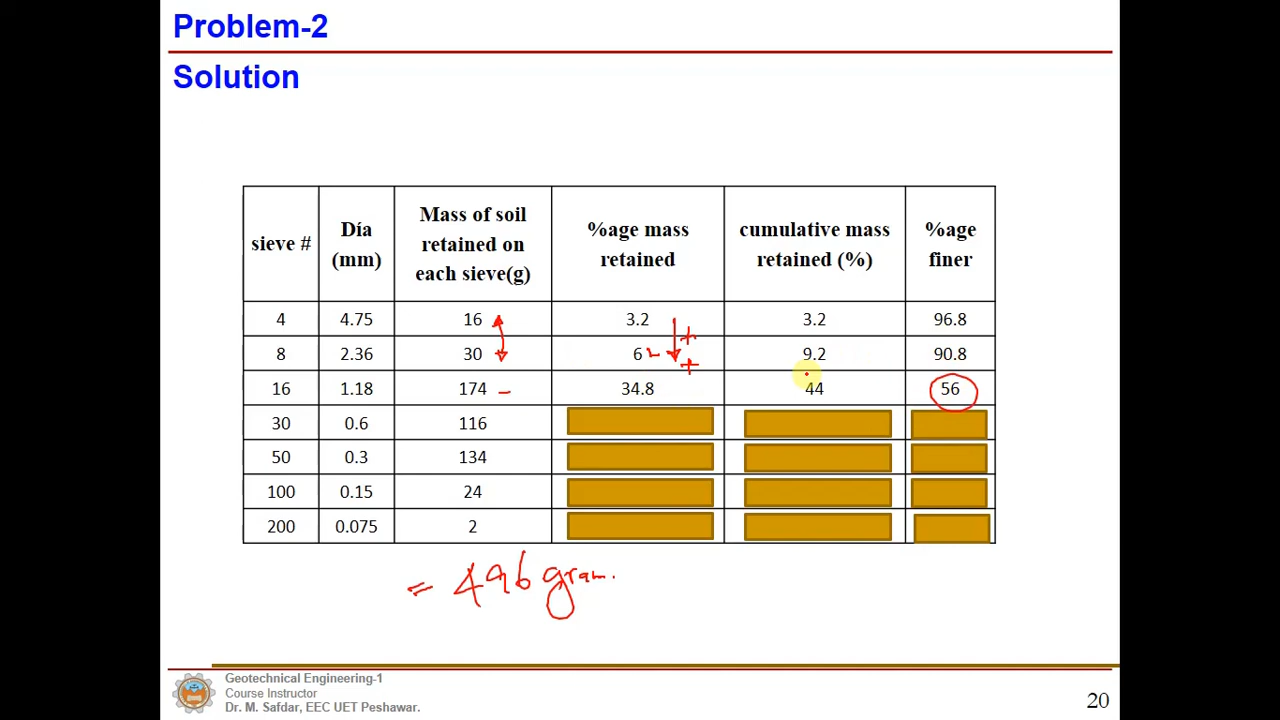 Problem-2
Solution
sieve # Día (mm) Mass of soil retained on each sieve(g) %age mass retained cumulative mass retained (%) %age finer
4 4.75 16 3.2 3.2 96.8
8 2.36 30 6 9.2 90.8
16 1.18 174 34.8 44 56
30 0.6 116
50 0.3 134
100 0.15 24
200 0.075 2
= 496 gram.
Geotechnical Engineering-1
Course Instructor
Dr. M. Safdar, EEC UET Peshawar.
20